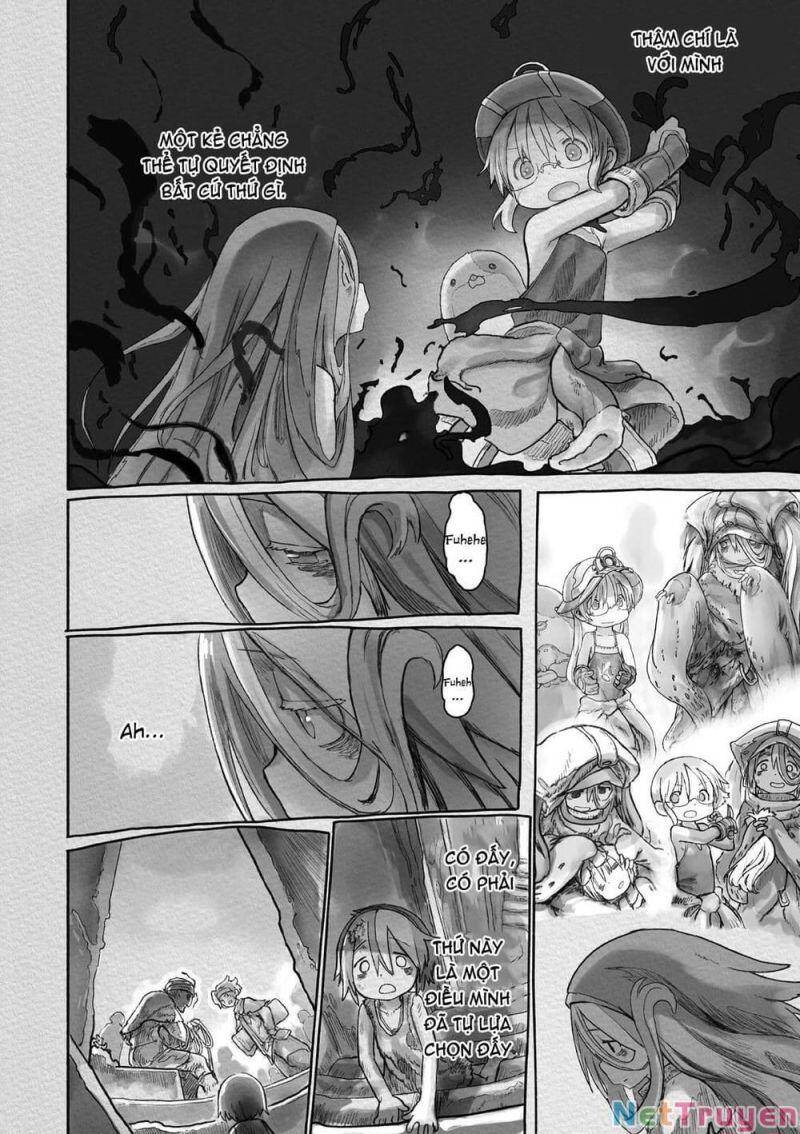 THẬM CHÍ LÀ
VỚI MÌNH
MỘT KẺ CHẲNG
THỂ TỰ QUYẾT ĐỊNH
BẤT CỨ THỨ GÌ.
Fuhehe
...
Fuheh
...
Ah...
CÓ ĐẤY,
CÓ PHẢI
THỨ NÀY
LÀ MỘT
ĐIỀU MÌNH
ĐÃ TỰ LỰA
CHỌN ĐẤY
NetTruyen